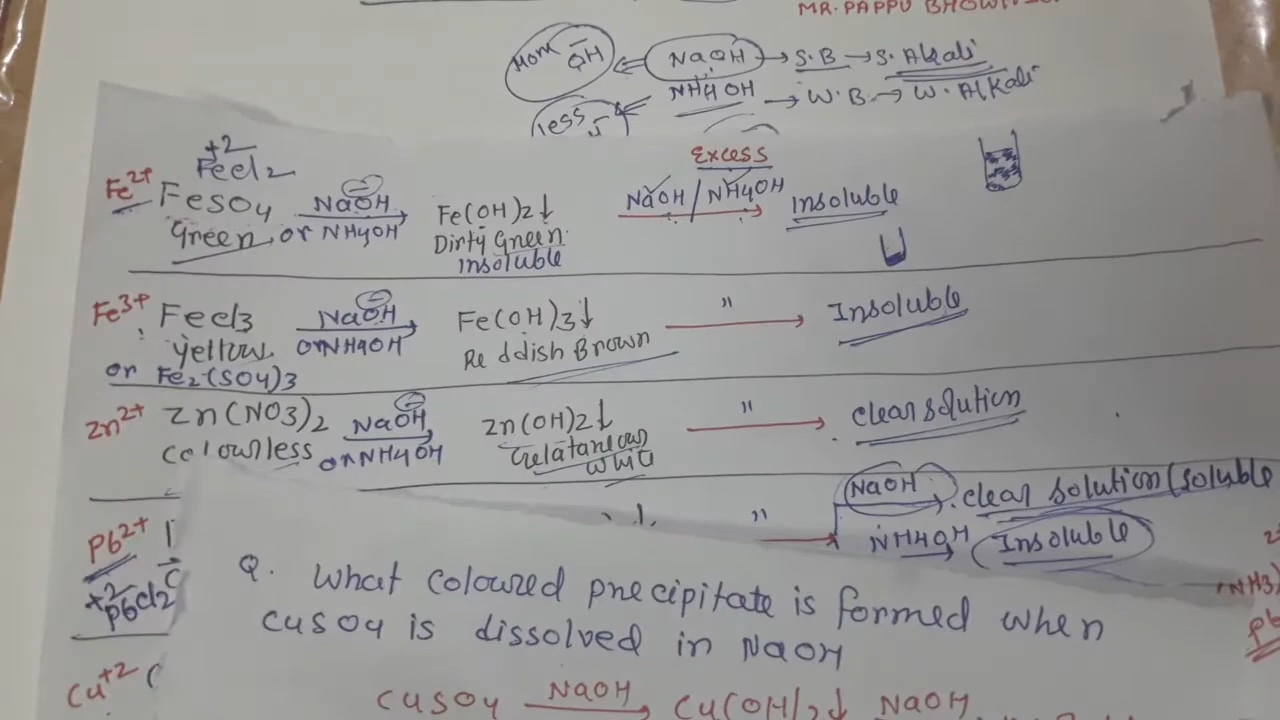 MR. PAPPU
more OH NaOH → S.B → S. Alkali
less NH4OH → W.B. → W. Alkali
+2
FeCl2
Fe2+ FeSO4 NaOH Fe(OH)2↓ Excess NaOH / NH4OH Insoluble
Green or NH4OH Dirty Green
Insoluble
Fe3+ FeCl3 NaOH Fe(OH)3↓ " Insoluble
Yellow or NH4OH Reddish Brown
or Fe2(SO4)3
Zn2+ Zn(NO3)2 NaOH Zn(OH)2↓ " clear solution
colourless or NH4OH Gelataneous
NaOH clear solution (soluble
Pb2+ " NH4OH Insoluble
+2
PbCl2
Q. What coloured precipitate is formed when
CuSO4 is dissolved in NaOH
Cu+2 CuSO4 NaOH → Cu(OH)2↓ NaOH